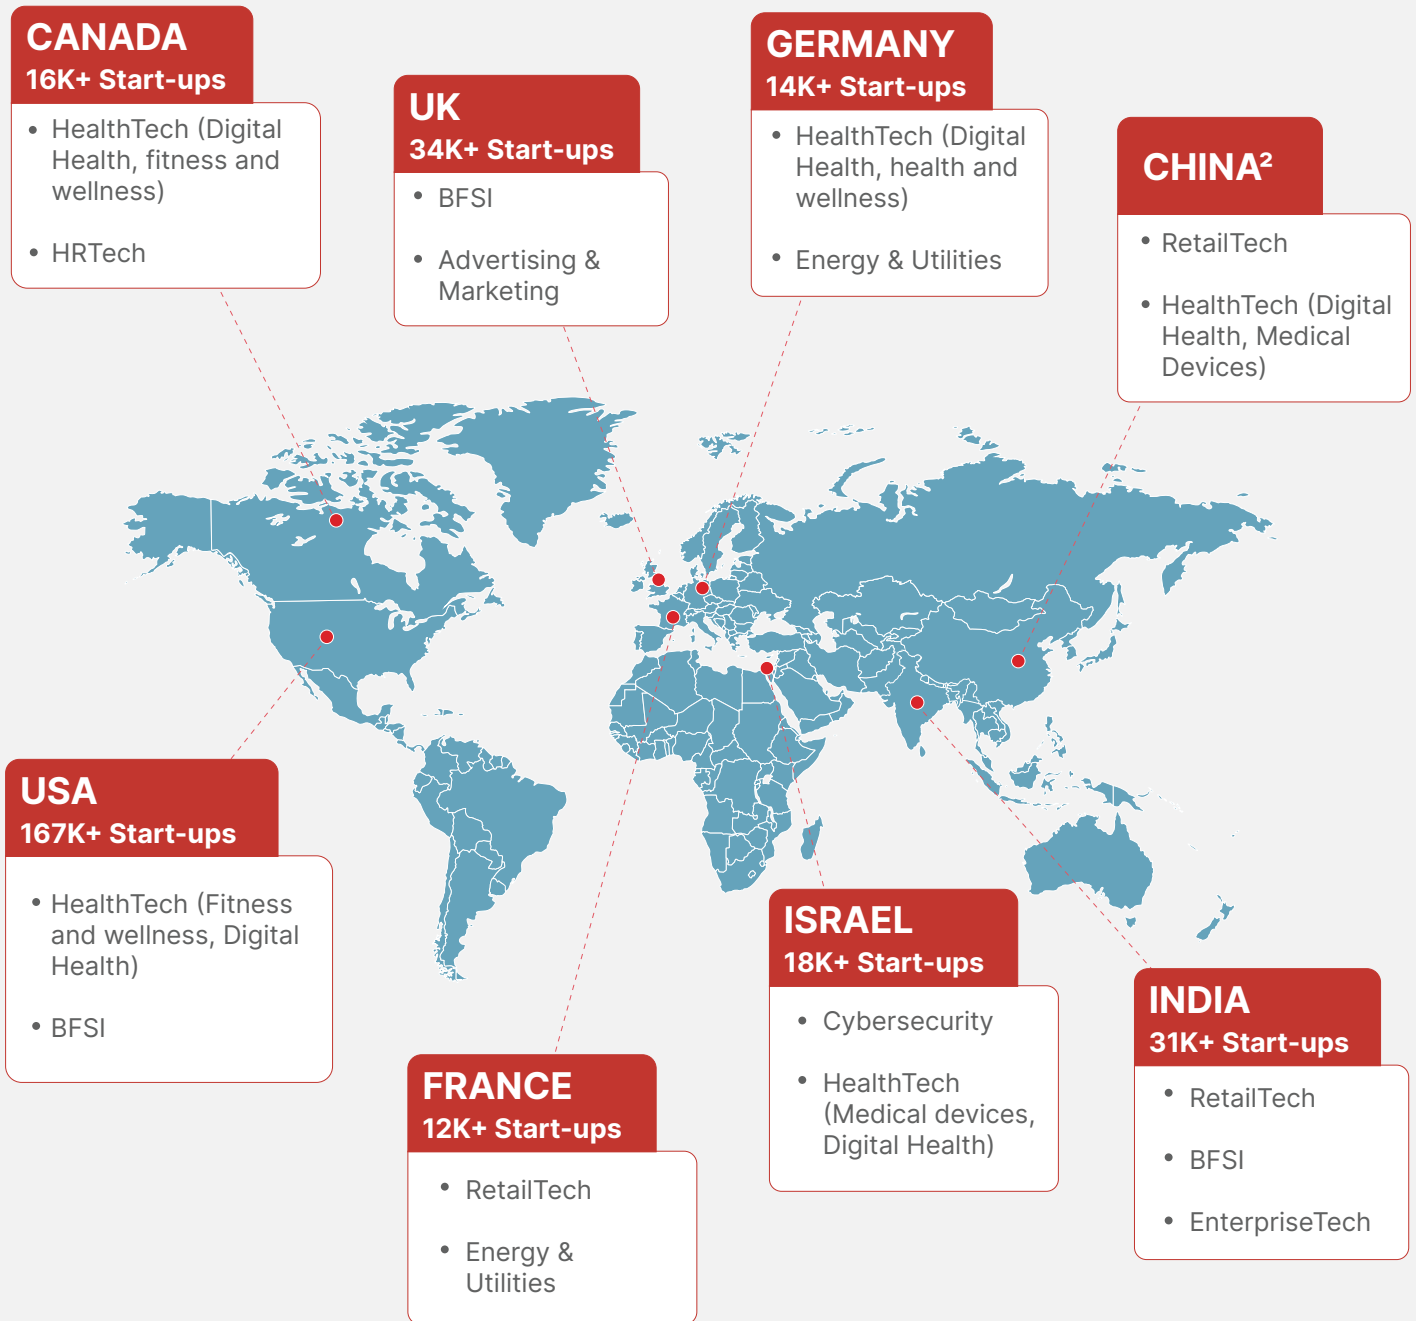 CANADA
16K+ Start-ups
• HealthTech (Digital
Health, fitness and
wellness)
• HRTech
UK
34K+ Start-ups
• BFSI
• Advertising &
Marketing
GERMANY
14K+ Start-ups
• HealthTech (Digital
Health, health and
wellness)
• Energy & Utilities
CHINA²
• RetailTech
• HealthTech (Digital
Health, Medical
Devices)
USA
167K+ Start-ups
• HealthTech (Fitness
and wellness, Digital
Health)
• BFSI
FRANCE
12K+ Start-ups
• RetailTech
• Energy &
Utilities
ISRAEL
18K+ Start-ups
• Cybersecurity
• HealthTech
(Medical devices,
Digital Health)
INDIA
31K+ Start-ups
• RetailTech
• BFSI
• EnterpriseTech